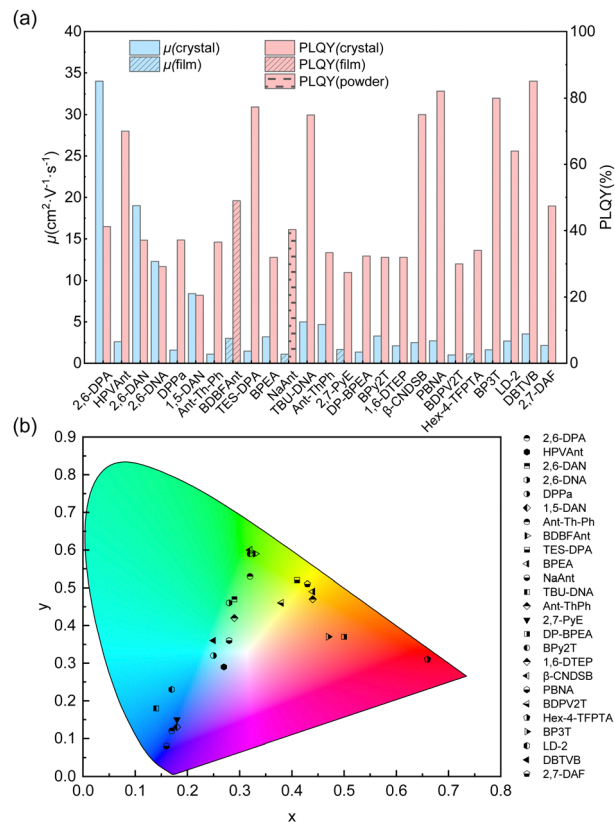 (a)
μ(crystal)
μ(film)
PLQY(crystal)
PLQY(film)
PLQY(powder)
μ(cm²·V⁻¹·s⁻¹)
40
35
30
25
20
15
10
5
0
PLQY(%)
100
80
60
40
20
0
2,6-DPA
HPVAnt
2,6-DAN
2,6-DNA
DPPa
1,5-DAN
Ant-Th-Ph
BDBFAnt
TES-DPA
BPEA
NaAnt
TBU-DNA
Ant-ThPh
2,7-PyE
DP-BPEA
BPy2T
1,6-DTEP
β-CNDSB
PBNA
BDPV2T
Hex-4-TFPTA
BP3T
LD-2
DBTVB
2,7-DAF
(b)
y
0.9
0.8
0.7
0.6
0.5
0.4
0.3
0.2
0.1
0.0
0.0 0.1 0.2 0.3 0.4 0.5 0.6 0.7 0.8
x
2,6-DPA
HPVAnt
2,6-DAN
2,6-DNA
DPPa
1,5-DAN
Ant-Th-Ph
BDBFAnt
TES-DPA
BPEA
NaAnt
TBU-DNA
Ant-ThPh
2,7-PyE
DP-BPEA
BPy2T
1,6-DTEP
β-CNDSB
PBNA
BDPV2T
Hex-4-TFPTA
BP3T
LD-2
DBTVB
2,7-DAF